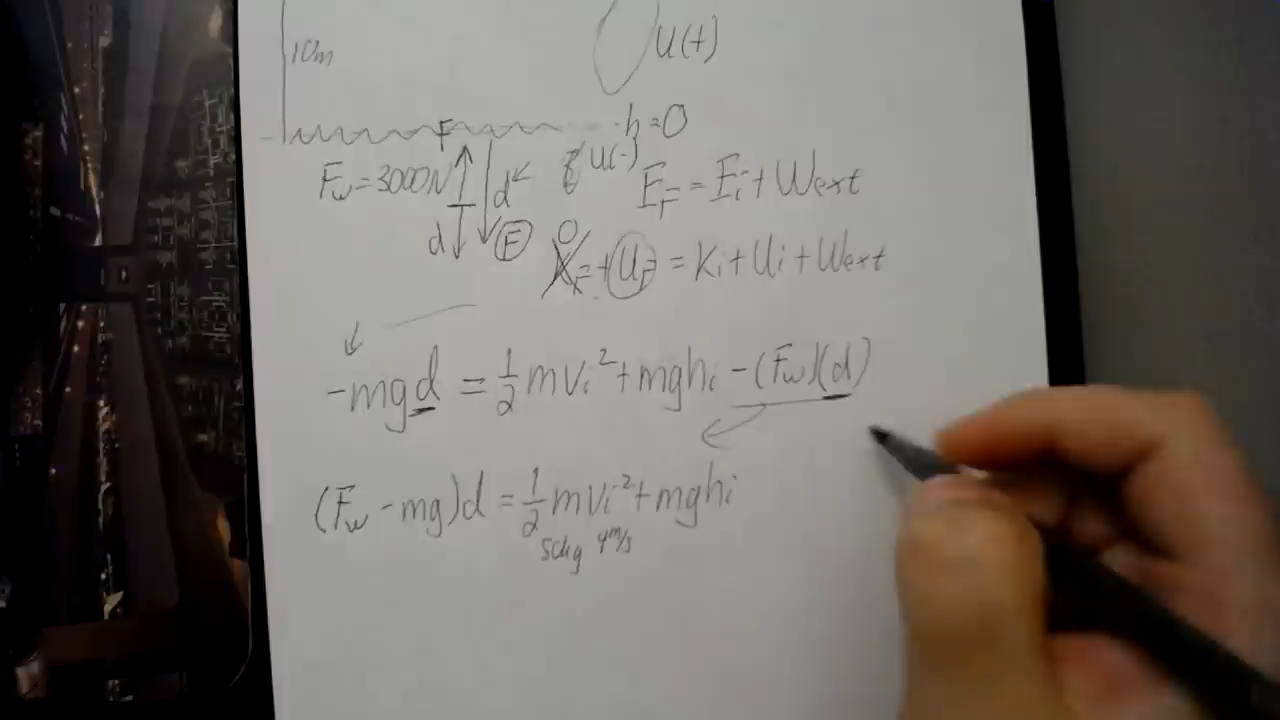 10m
U(+)
F
h=0
Fw=3000N
d
U(-)
EF = Ei + Wext
d
F
0
KF + UF = Ki + Ui + Wext
-mgd = 1/2 mvi² + mghi - (Fw)(d)
(Fw - mg)d = 1/2 mvi² + mghi
50kg 4m/s